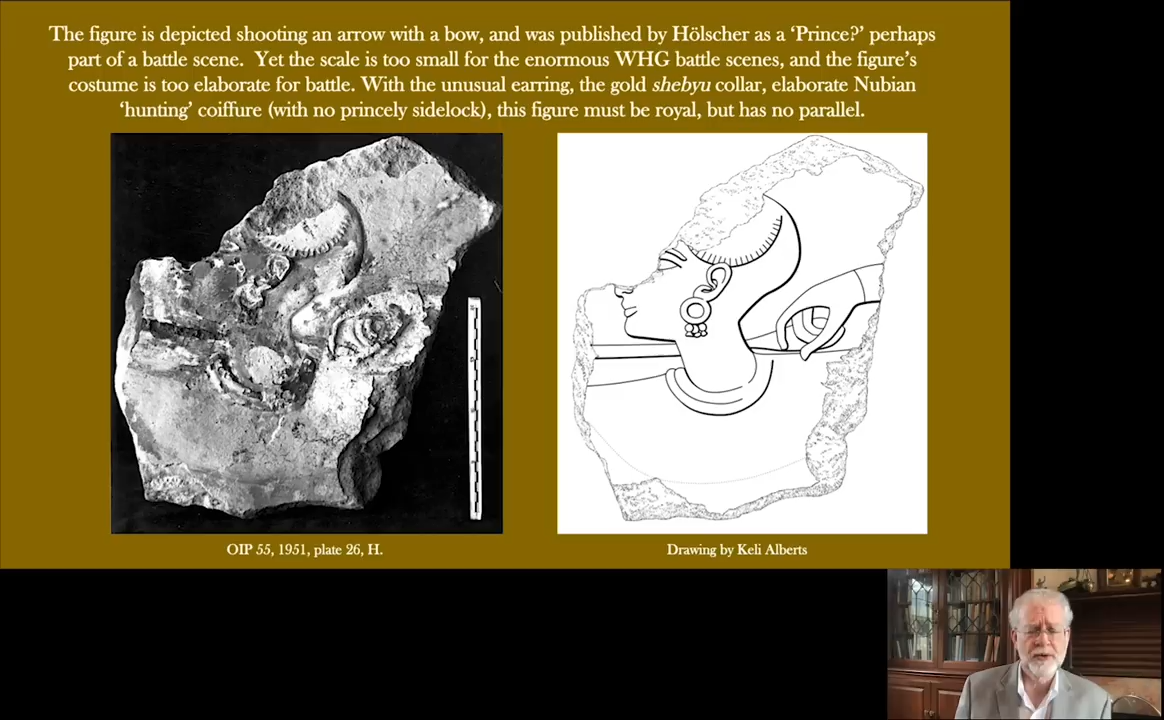 The figure is depicted shooting an arrow with a bow, and was published by Hölscher as a ‘Prince?’ perhaps
part of a battle scene.  Yet the scale is too small for the enormous WHG battle scenes, and the figure’s
costume is too elaborate for battle. With the unusual earring, the gold shebyu collar, elaborate Nubian
‘hunting’ coiffure (with no princely sidelock), this figure must be royal, but has no parallel.
OIP 55, 1951, plate 26, H.
Drawing by Keli Alberts